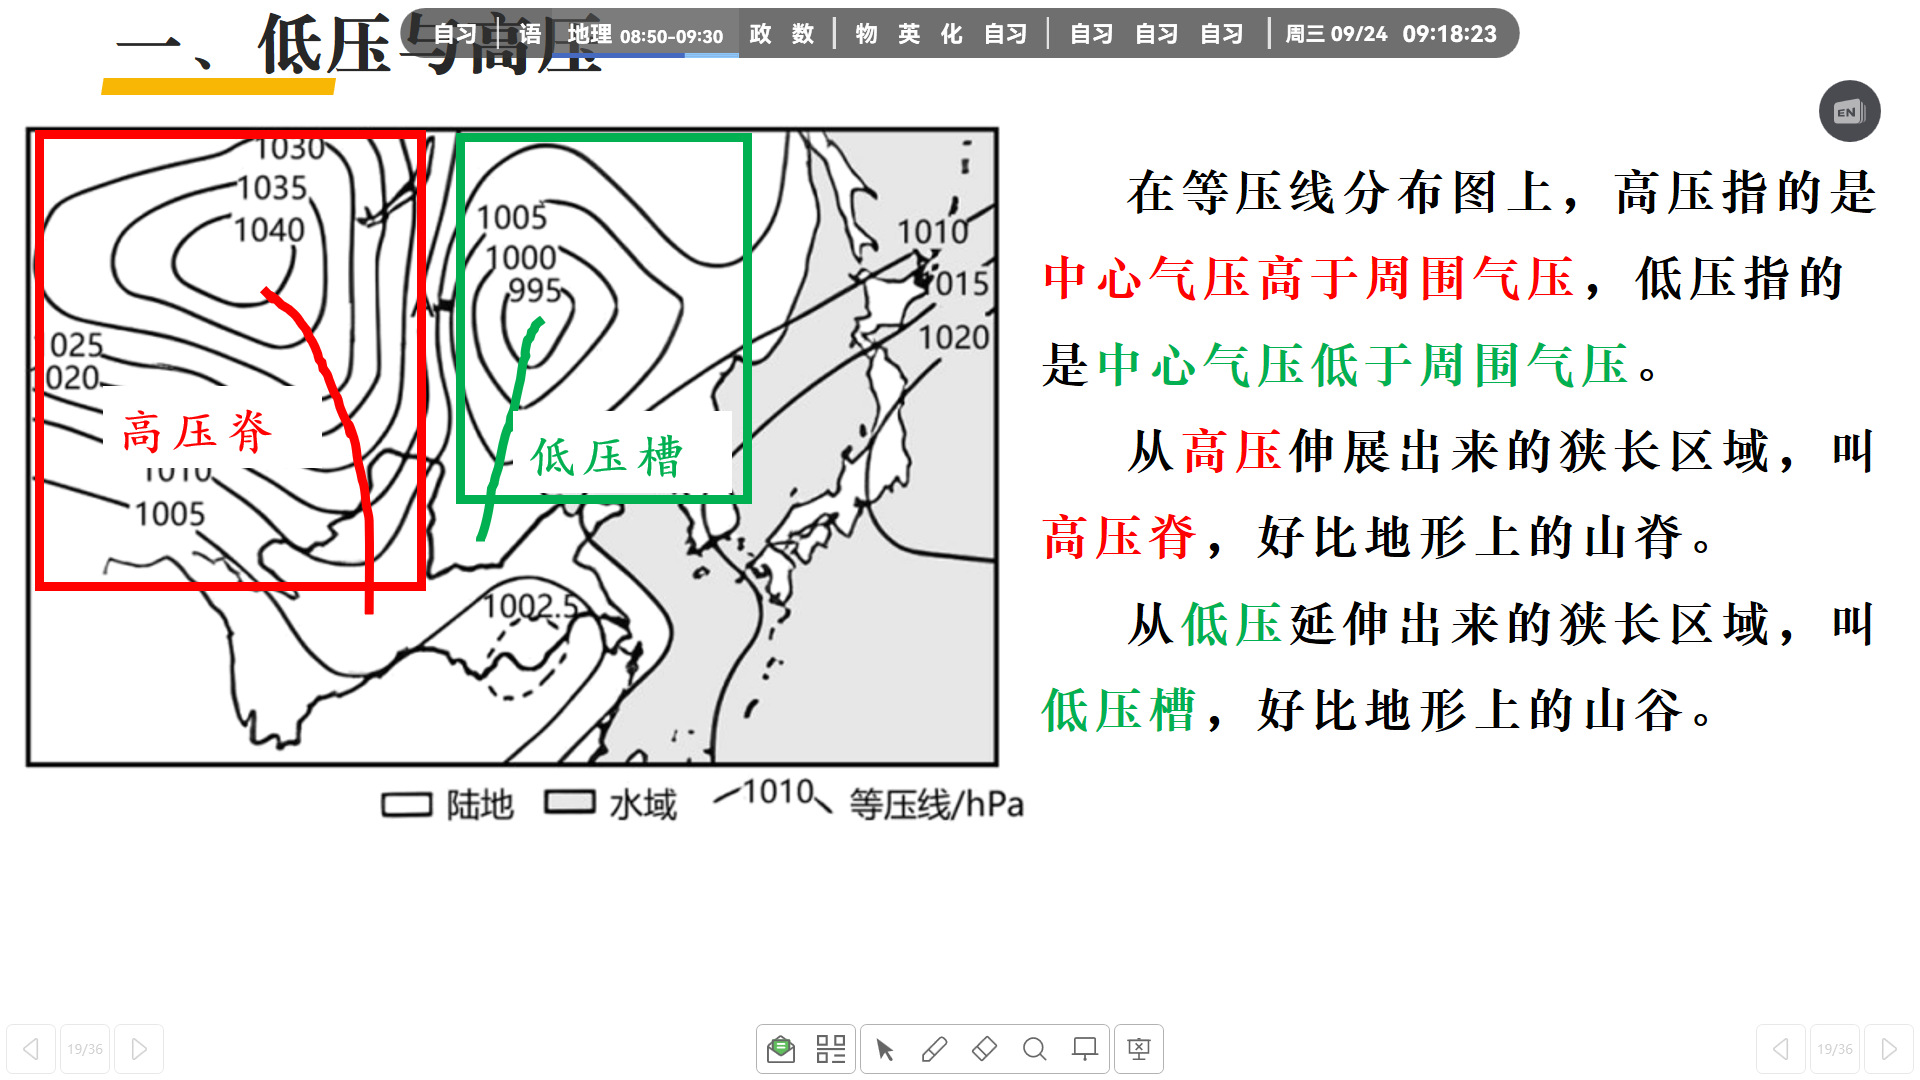 一、低压与高压
自习 | 语 地理 08:50-09:30 政 数 | 物 英 化 自习 | 自习 自习 自习 | 周三 09/24 09:18:23
EN
1030
1035
1040
025
020
高压脊
1010
1005
1005
1000
995
低压槽
1002.5
1010
015
1020
陆地 水域 1010 等压线/hPa
在等压线分布图上，高压指的是
中心气压高于周围气压，低压指的
是中心气压低于周围气压。
从高压伸展出来的狭长区域，叫
高压脊，好比地形上的山脊。
从低压延伸出来的狭长区域，叫
低压槽，好比地形上的山谷。
19/36
19/36